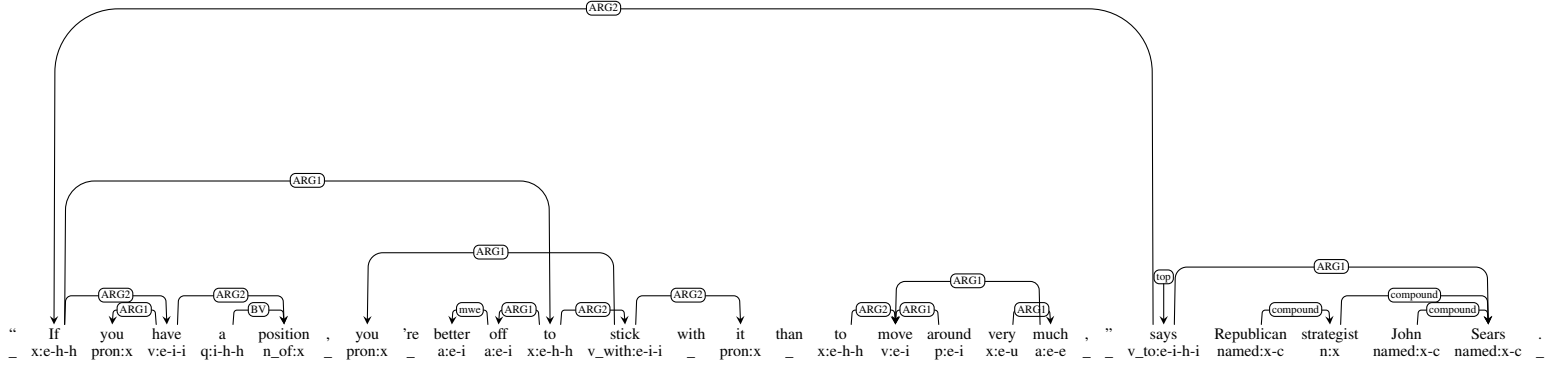 ARG2
ARG1
ARG1
ARG1 top ARG1
ARG2 ARG2 ARG2 compound
ARG1 BV mwe ARG1 ARG2 ARG2 ARG1 ARG1 compound compound
“ If you have a position , you ’re better off to stick with it than to move around very much , ” says Republican strategist John Sears .
_ x:e-h-h pron:x v:e-i-i q:i-h-h n_of:x _ pron:x _ a:e-i a:e-i x:e-h-h v_with:e-i-i _ pron:x _ x:e-h-h v:e-i p:e-i x:e-u a:e-e _ _ v_to:e-i-h-i named:x-c n:x named:x-c named:x-c _